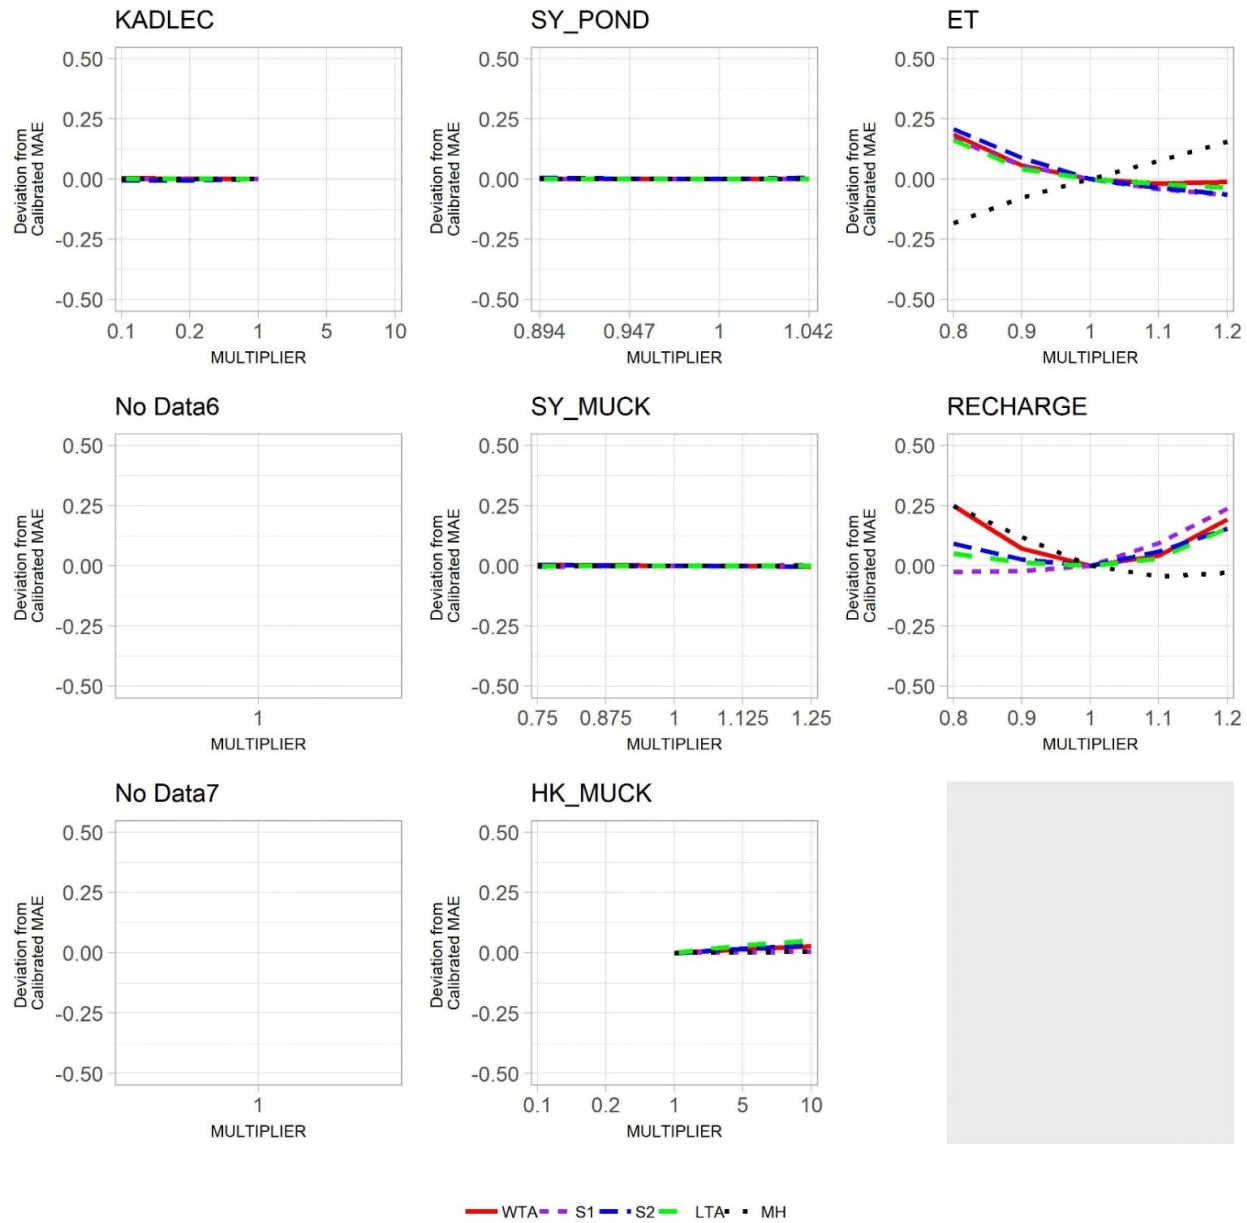 KADLEC
0.50
0.25
0.00
-0.25
-0.50
Deviation from
Calibrated MAE
0.1 0.2 1 5 10
MULTIPLIER
SY_POND
0.50
0.25
0.00
-0.25
-0.50
Deviation from
Calibrated MAE
0.894 0.947 1 1.042
MULTIPLIER
ET
0.50
0.25
0.00
-0.25
-0.50
Deviation from
Calibrated MAE
0.8 0.9 1 1.1 1.2
MULTIPLIER
No Data6
0.50
0.25
0.00
-0.25
-0.50
Deviation from
Calibrated MAE
1
MULTIPLIER
SY_MUCK
0.50
0.25
0.00
-0.25
-0.50
Deviation from
Calibrated MAE
0.75 0.875 1 1.125 1.25
MULTIPLIER
RECHARGE
0.50
0.25
0.00
-0.25
-0.50
Deviation from
Calibrated MAE
0.8 0.9 1 1.1 1.2
MULTIPLIER
No Data7
0.50
0.25
0.00
-0.25
-0.50
Deviation from
Calibrated MAE
1
MULTIPLIER
HK_MUCK
0.50
0.25
0.00
-0.25
-0.50
Deviation from
Calibrated MAE
0.1 0.2 1 5 10
MULTIPLIER
WTA S1 S2 LTA MH